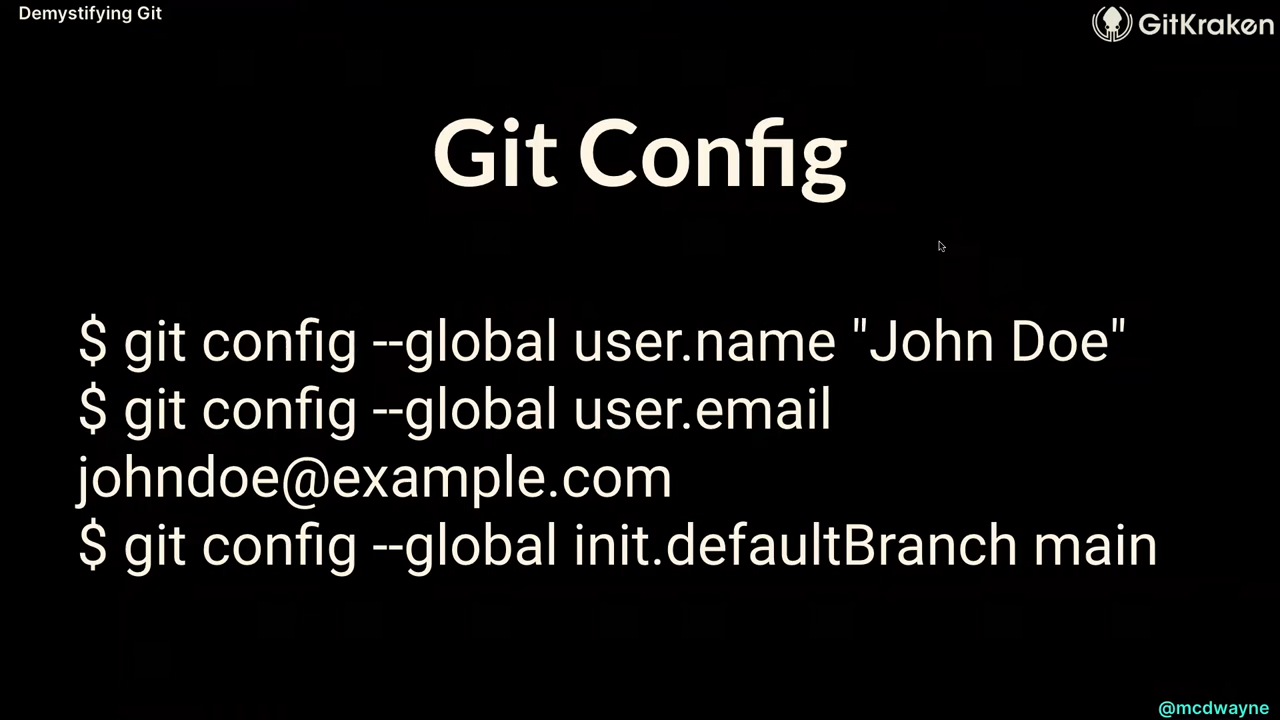 Demystifying Git
GitKraken
Git Config
$ git config --global user.name "John Doe"
$ git config --global user.email
johndoe@example.com
$ git config --global init.defaultBranch main
@mcdwayne